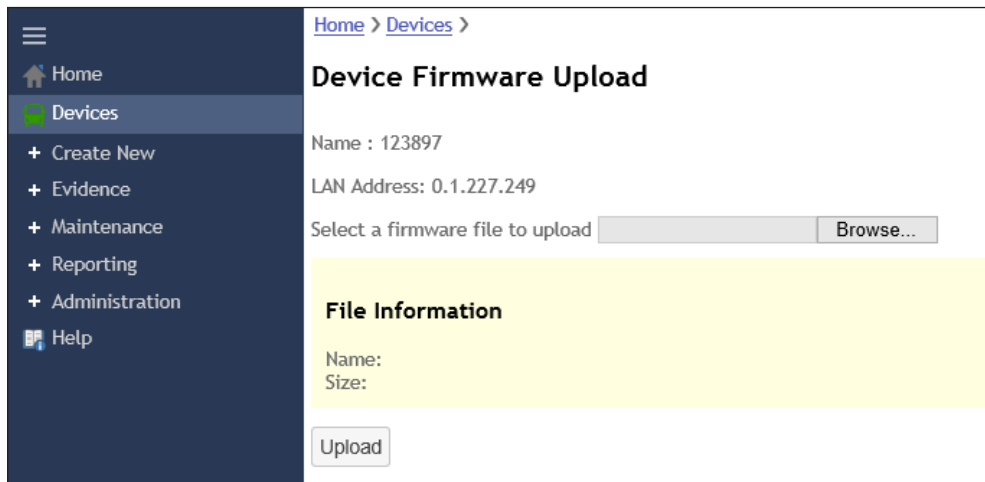 Home
Devices
+ Create New
+ Evidence
+ Maintenance
+ Reporting
+ Administration
Help
Home > Devices >
Device Firmware Upload
Name : 123897
LAN Address: 0.1.227.249
Select a firmware file to upload Browse...
File Information
Name:
Size:
Upload